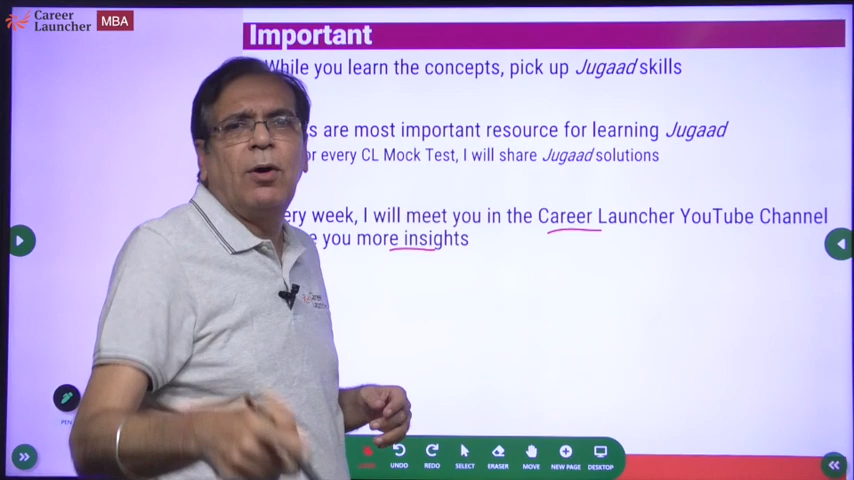 Career
Launcher MBA
Important
While you learn the concepts, pick up Jugaad skills
are most important resource for learning Jugaad
every CL Mock Test, I will share Jugaad solutions
week, I will meet you in the Career Launcher YouTube Channel
you more insights
PEN
UNDO REDO SELECT ERASER MOVE NEW PAGE DESKTOP